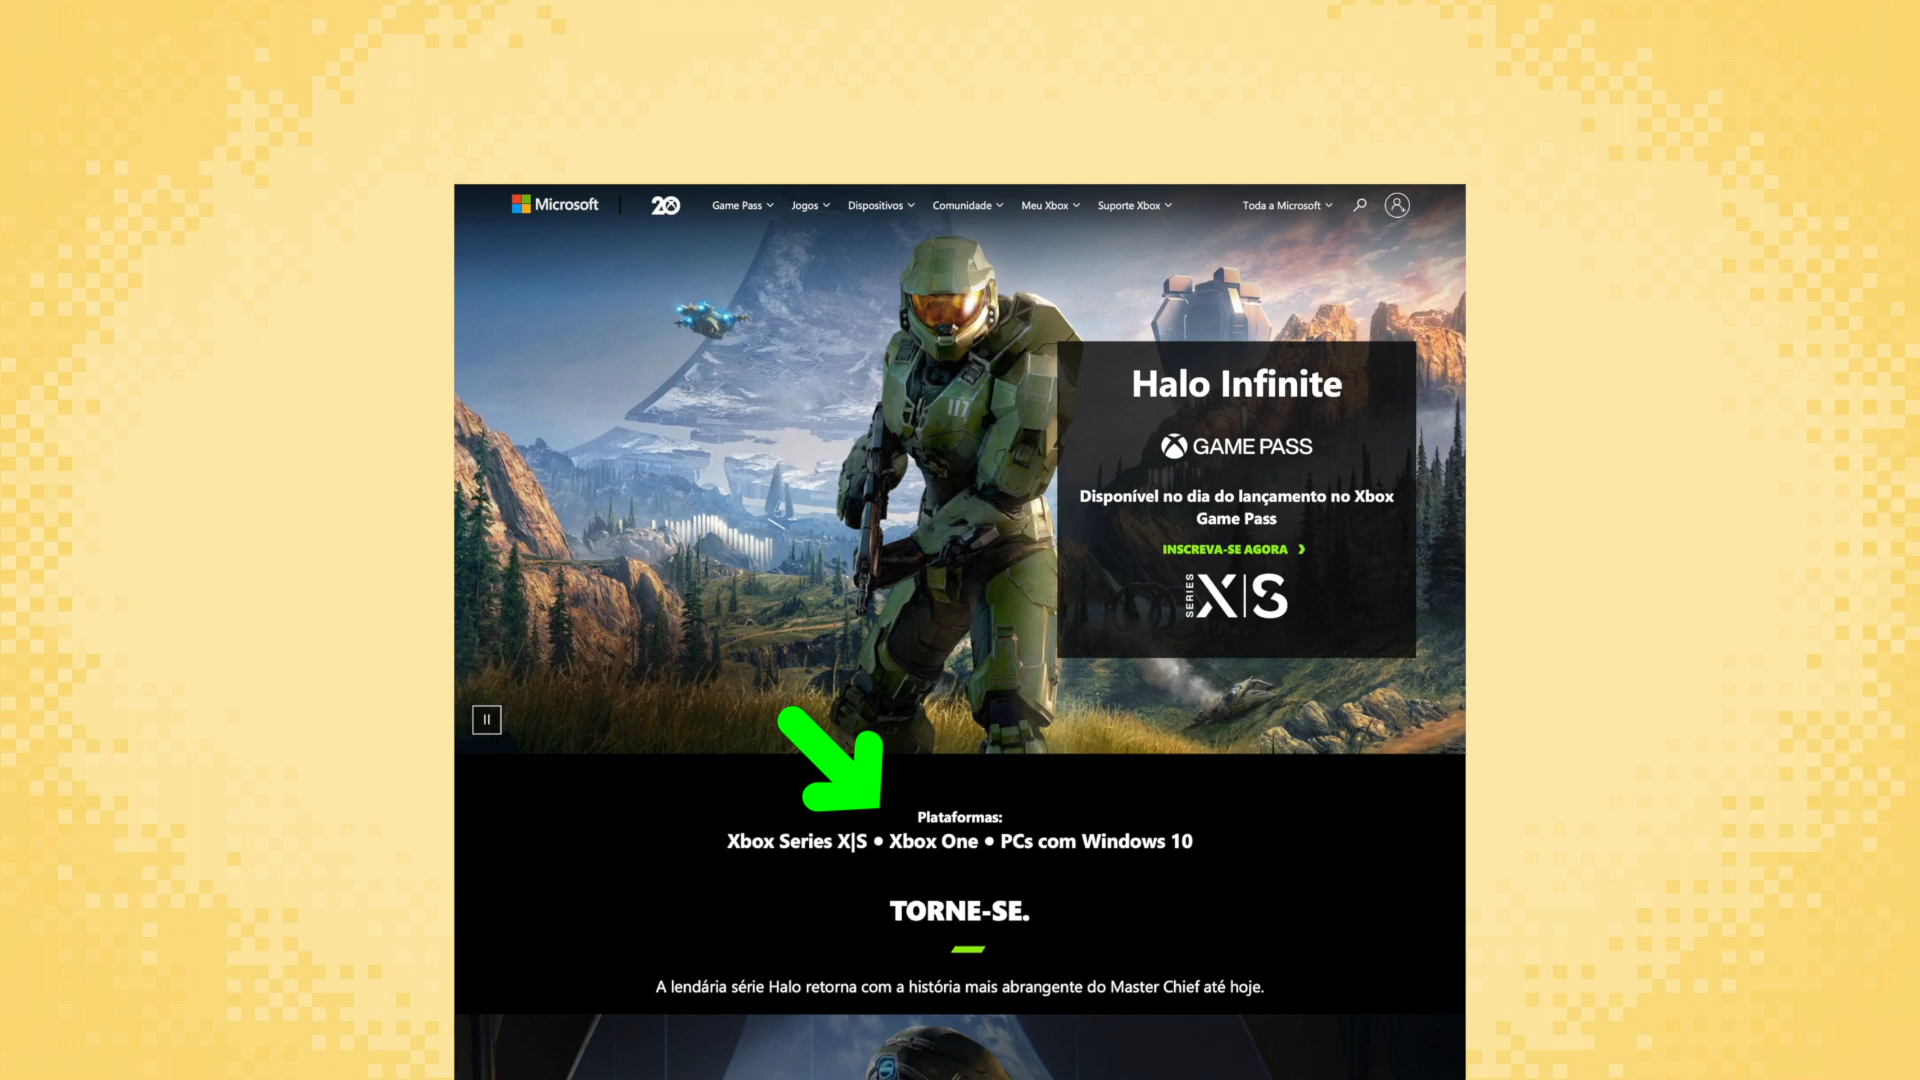 Microsoft
20
Game Pass
Jogos
Dispositivos
Comunidade
Meu Xbox
Suporte Xbox
Toda a Microsoft
117
Halo Infinite
GAME PASS
Disponível no dia do lançamento no Xbox
Game Pass
INSCREVA-SE AGORA
SERIES X|S
Plataformas:
Xbox Series X|S • Xbox One • PCs com Windows 10
TORNE-SE.
A lendária série Halo retorna com a história mais abrangente do Master Chief até hoje.